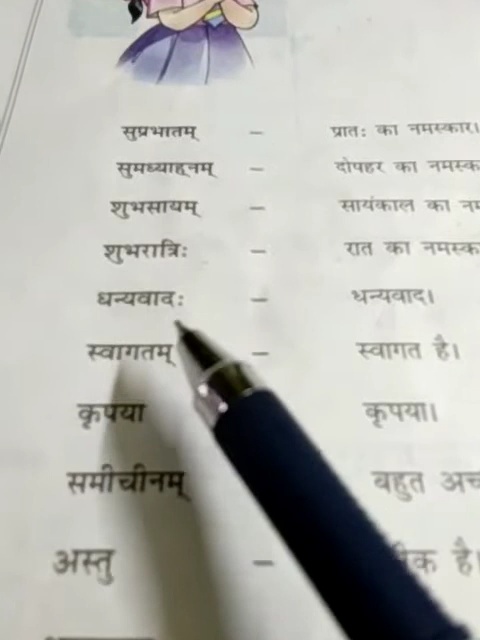 सुप्रभातम् – प्रातः का नमस्कार।
सुमध्याह्नम् – दोपहर का
शुभसायम् – सायंकाल का
शुभरात्रिः – रात का
धन्यवादः – धन्यवाद।
स्वागतम् – स्वागत है।
कृपया कृपया।
समीचीनम् बहुत
अस्तु – है।